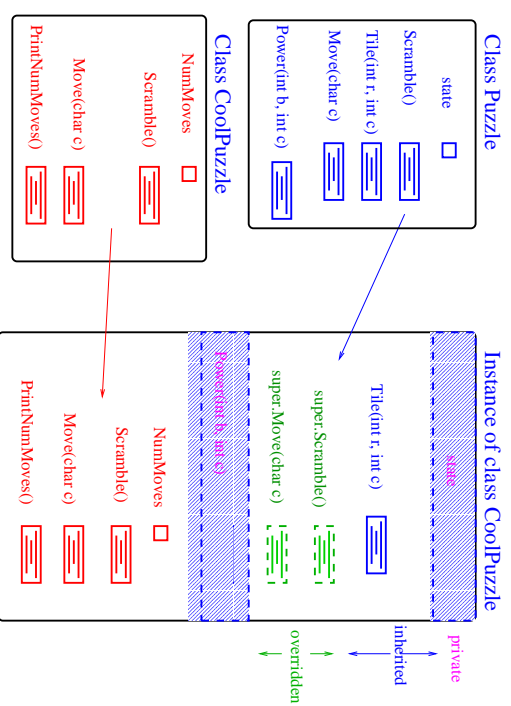 Class Puzzle
state
Scramble()
Tile(int r, int c)
Move(char c)
Power(int b, int c)
Class CoolPuzzle
NumMoves
Scramble()
Move(char c)
PrintNumMoves()
Instance of class CoolPuzzle
state
Tile(int r, int c)
super.Scramble()
super.Move(char c)
Power(int b, int c)
NumMoves
Scramble()
Move(char c)
PrintNumMoves()
private
inherited
overridden